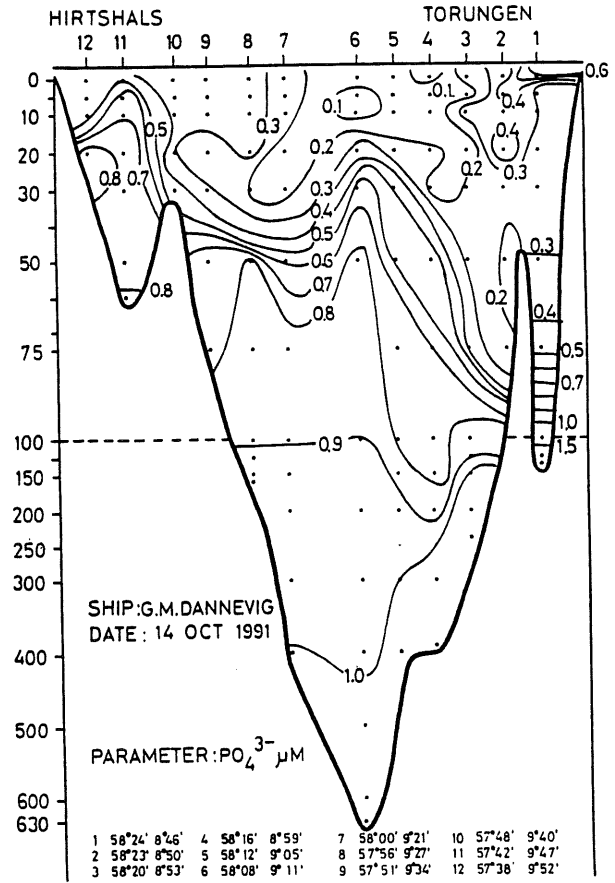 HIRTSHALS TORUNGEN
12 11 10 9 8 7 6 5 4 3 2 1
0 0.6
10
20
30
50
75
100
150
200
250
300
400
500
600
630
0.5 0.3 0.1 0.1 0.4
0.4
0.2 0.2 0.3
0.8 0.7 0.3
0.4
0.5
0.6
0.7
0.8
0.8
0.2
0.3
0.4
0.5
0.7
1.0
1.5
0.9
1.0
SHIP:G.M.DANNEVIG
DATE: 14 OCT 1991
PARAMETER:PO₄³⁻ µM
1 58°24' 8°46' 4 58°16' 8°59' 7 58°00' 9°21' 10 57°48' 9°40'
2 58°23' 8°50' 5 58°12' 9°05' 8 57°56' 9°27' 11 57°42' 9°47'
3 58°20' 8°53' 6 58°08' 9°11' 9 57°51' 9°34' 12 57°38' 9°52'